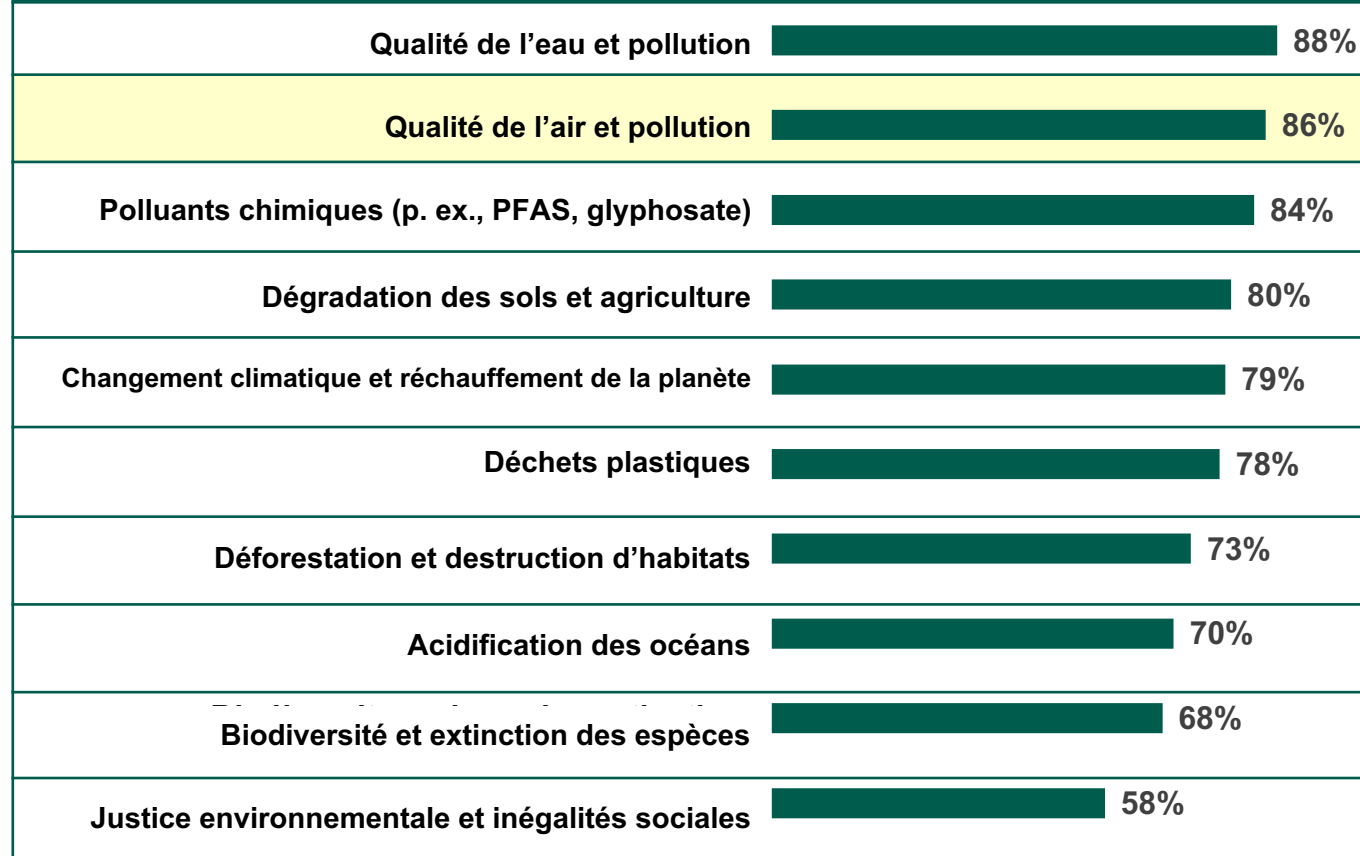 Qualité de l’eau et pollution 88%
Qualité de l’air et pollution 86%
Polluants chimiques (p. ex., PFAS, glyphosate) 84%
Dégradation des sols et agriculture 80%
Changement climatique et réchauffement de la planète 79%
Déchets plastiques 78%
Déforestation et destruction d’habitats 73%
Acidification des océans 70%
Biodiversité et extinction des espèces 68%
Justice environnementale et inégalités sociales 58%